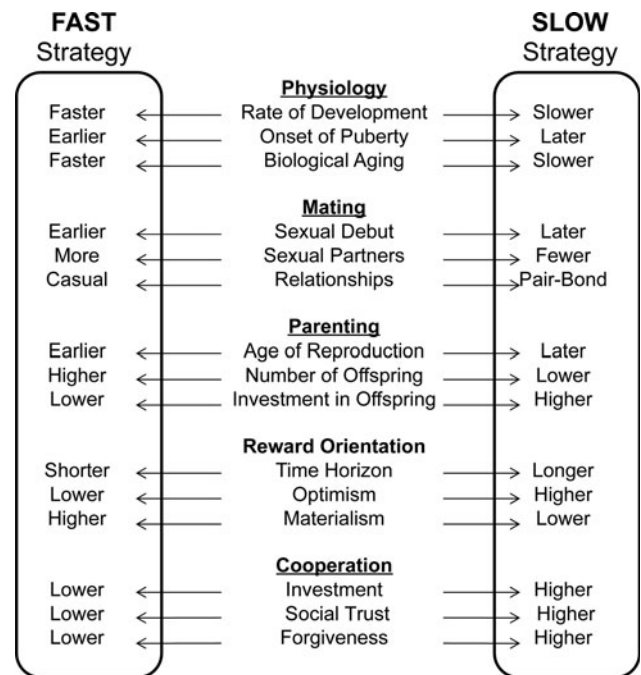 FAST SLOW
Strategy Strategy
Physiology
Faster Rate of Development Slower
Earlier Onset of Puberty Later
Faster Biological Aging Slower
Mating
Earlier Sexual Debut Later
More Sexual Partners Fewer
Casual Relationships Pair-Bond
Parenting
Earlier Age of Reproduction Later
Higher Number of Offspring Lower
Lower Investment in Offspring Higher
Reward Orientation
Shorter Time Horizon Longer
Lower Optimism Higher
Higher Materialism Lower
Cooperation
Lower Investment Higher
Lower Social Trust Higher
Lower Forgiveness Higher